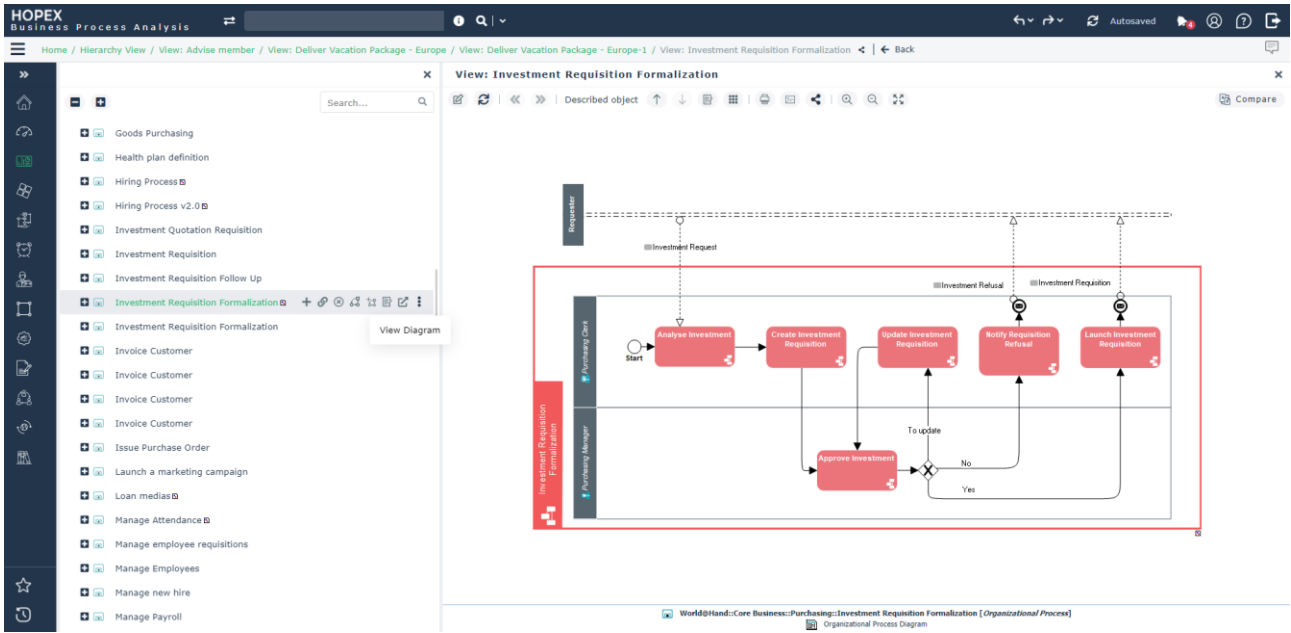 HOPEX
Business Process Analysis
Autosaved
4
Home / Hierarchy View / View: Advise member / View: Deliver Vacation Package - Europe / View: Deliver Vacation Package - Europe-1 / View: Investment Requisition Formalization
Back
View: Investment Requisition Formalization
Search...
Described object
Compare
Goods Purchasing
Health plan definition
Hiring Process
Hiring Process v2.0
Investment Quotation Requisition
Investment Requisition
Investment Requisition Follow Up
Investment Requisition Formalization
View Diagram
Investment Requisition Formalization
Invoice Customer
Invoice Customer
Invoice Customer
Invoice Customer
Issue Purchase Order
Launch a marketing campaign
Loan medias
Manage Attendance
Manage employee requisitions
Manage Employees
Manage new hire
Manage Payroll
Requester
Investment Request
Investment Refusal
Investment Requisition
Investment Requisition
Formalization
Purchasing Clerk
Start
Analyse Investment
Create Investment
Requisition
Update Investment
Requisition
Notify Requisition
Refusal
Launch Investment
Requisition
Purchasing Manager
Approve Investment
To update
No
Yes
World@Hand::Core Business::Purchasing::Investment Requisition Formalization [Organizational Process]
Organizational Process Diagram